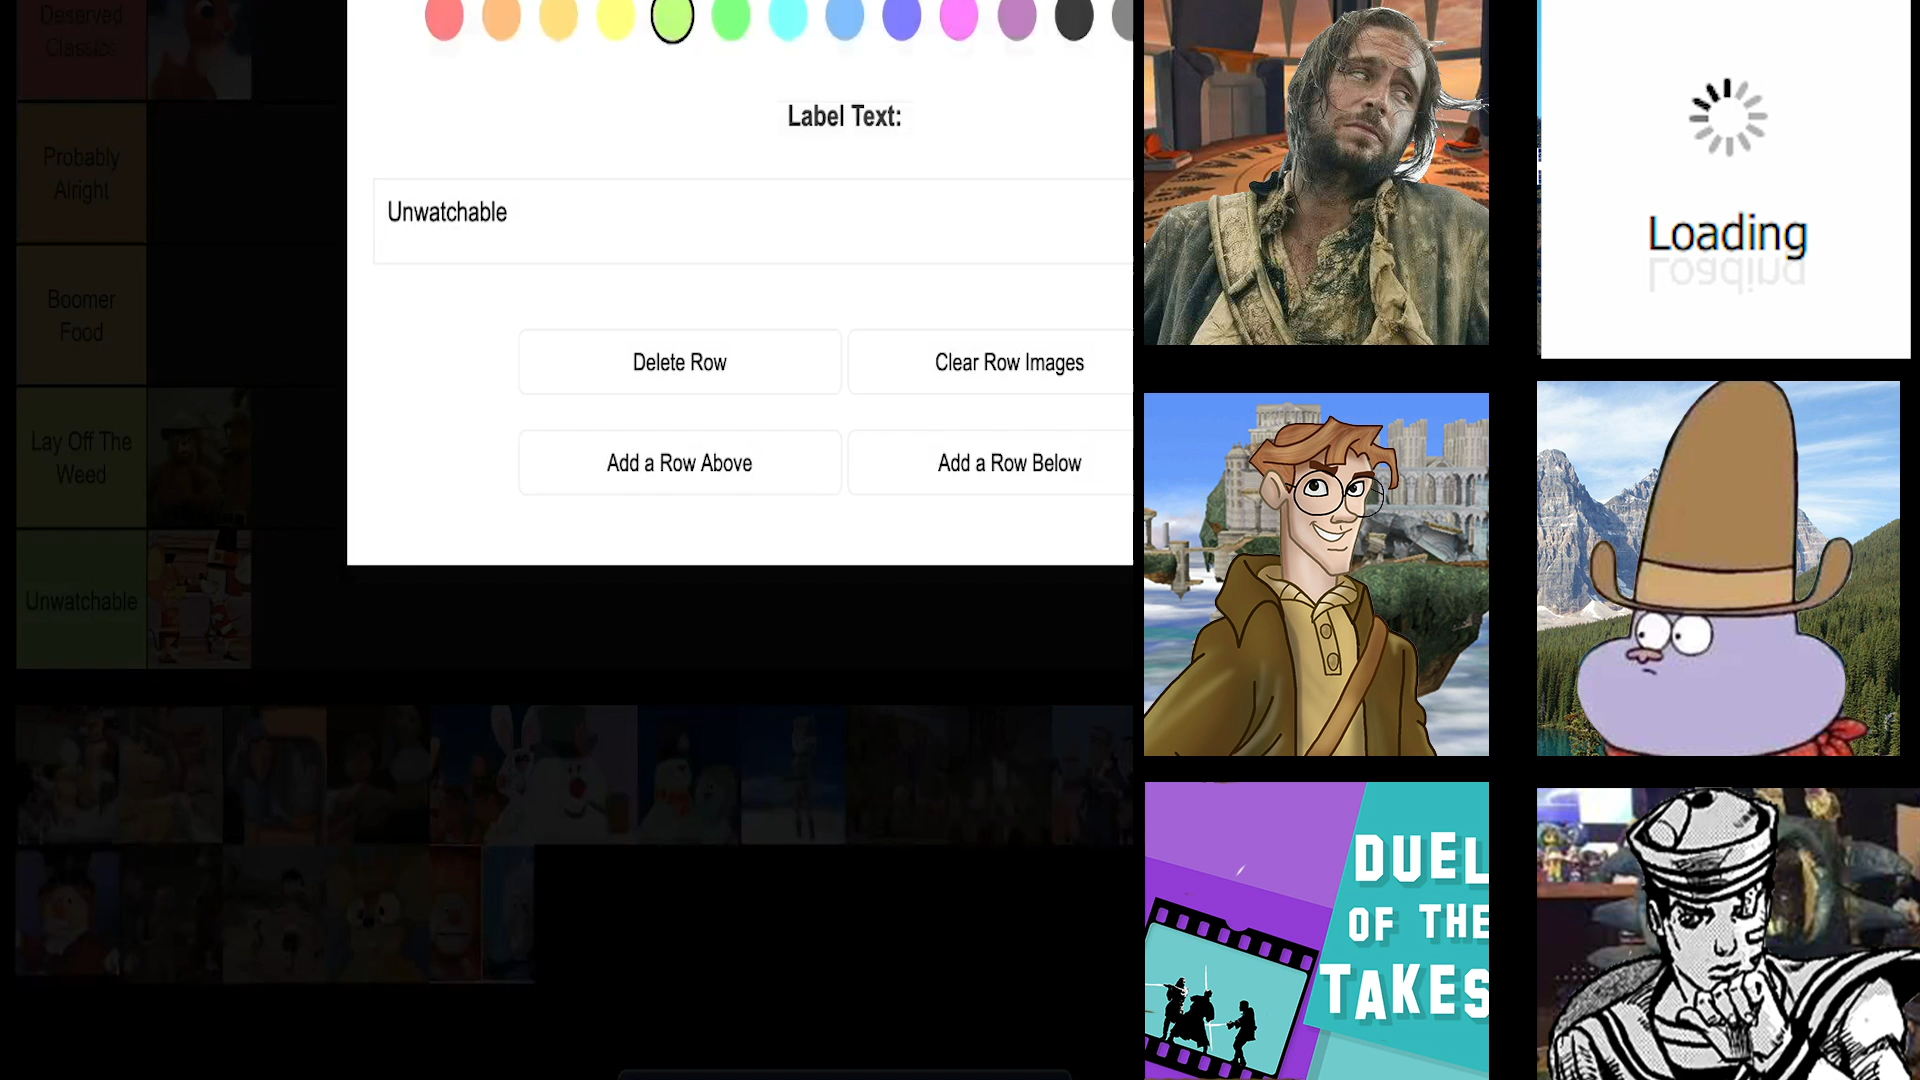 Deserved
Classics
Probably
Alright
Boomer
Food
Lay Off The
Weed
Unwatchable
Label Text:
Unwatchable
Delete Row
Clear Row Images
Add a Row Above
Add a Row Below
Loading
DUEL
OF THE
TAKES